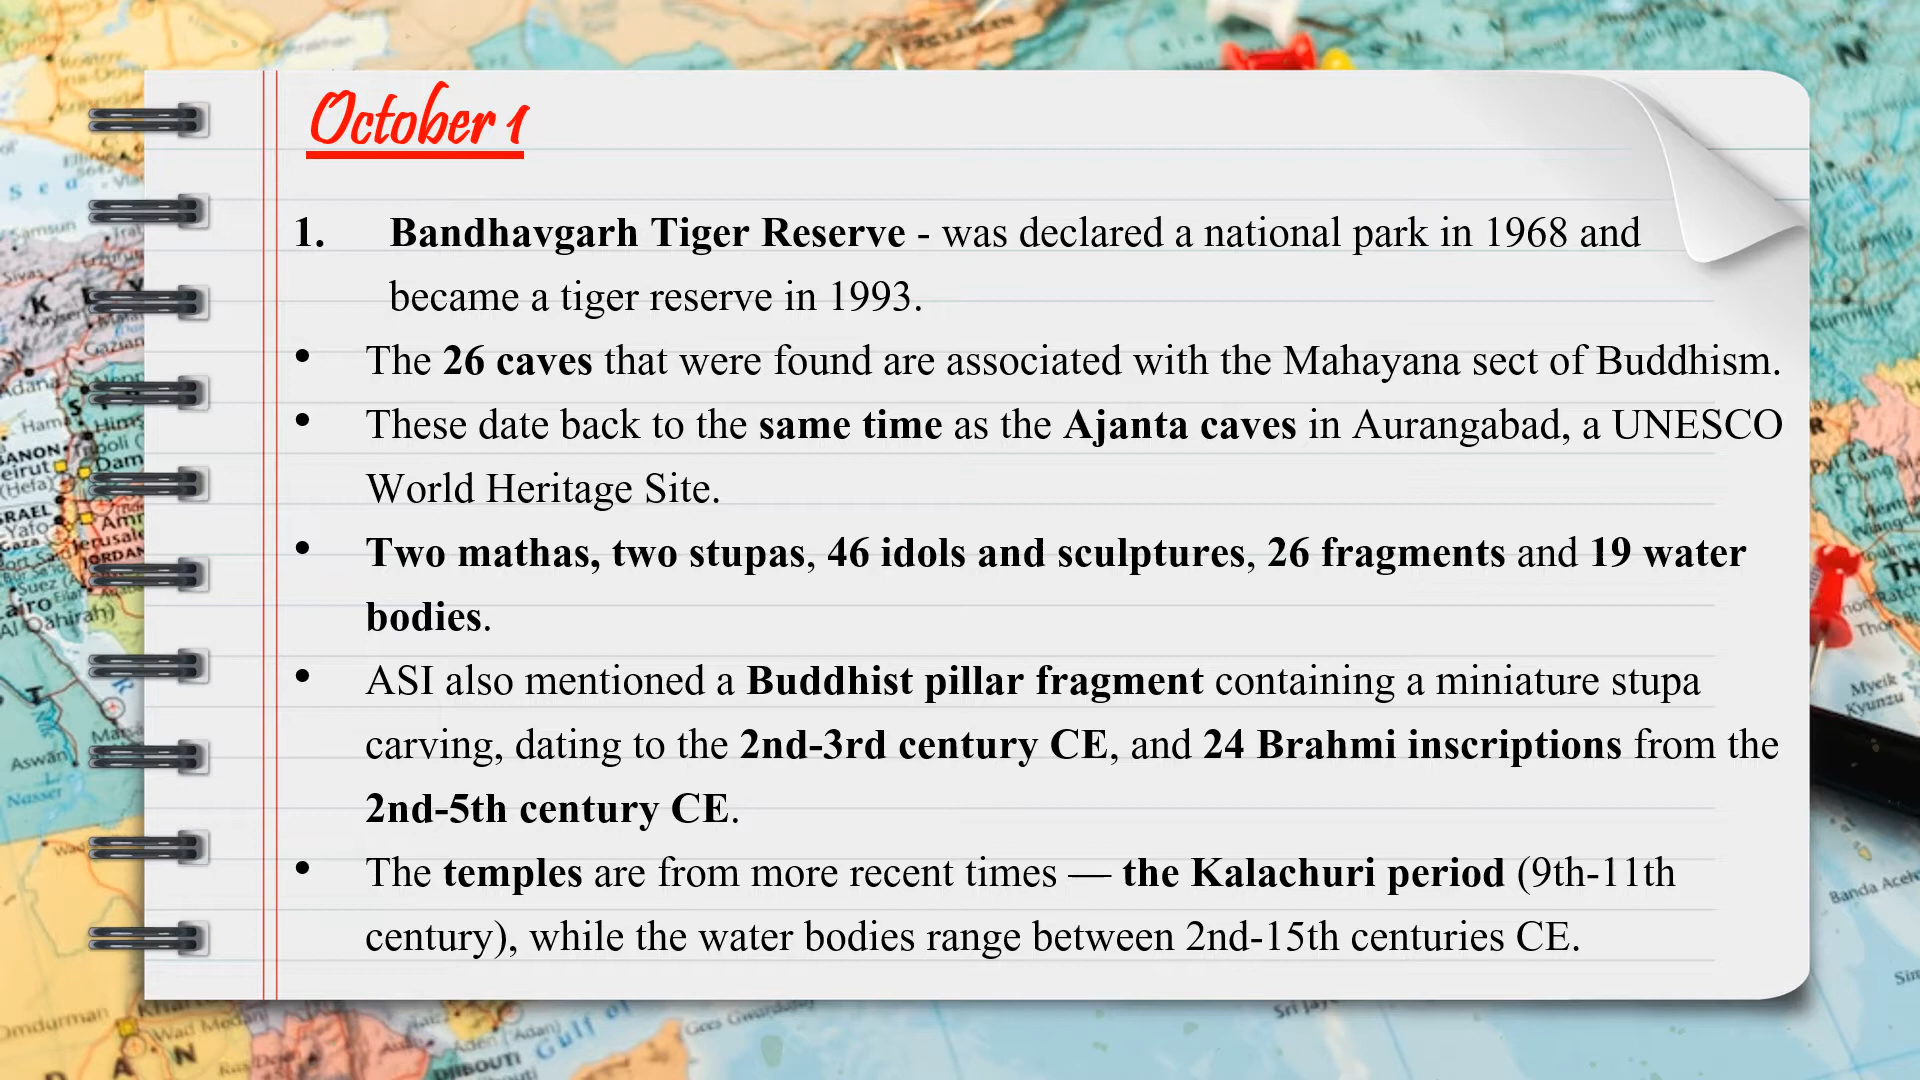 October 1
1. Bandhavgarh Tiger Reserve - was declared a national park in 1968 and
became a tiger reserve in 1993.
• The 26 caves that were found are associated with the Mahayana sect of Buddhism.
• These date back to the same time as the Ajanta caves in Aurangabad, a UNESCO
World Heritage Site.
• Two mathas, two stupas, 46 idols and sculptures, 26 fragments and 19 water
bodies.
• ASI also mentioned a Buddhist pillar fragment containing a miniature stupa
carving, dating to the 2nd-3rd century CE, and 24 Brahmi inscriptions from the
2nd-5th century CE.
• The temples are from more recent times — the Kalachuri period (9th-11th
century), while the water bodies range between 2nd-15th centuries CE.